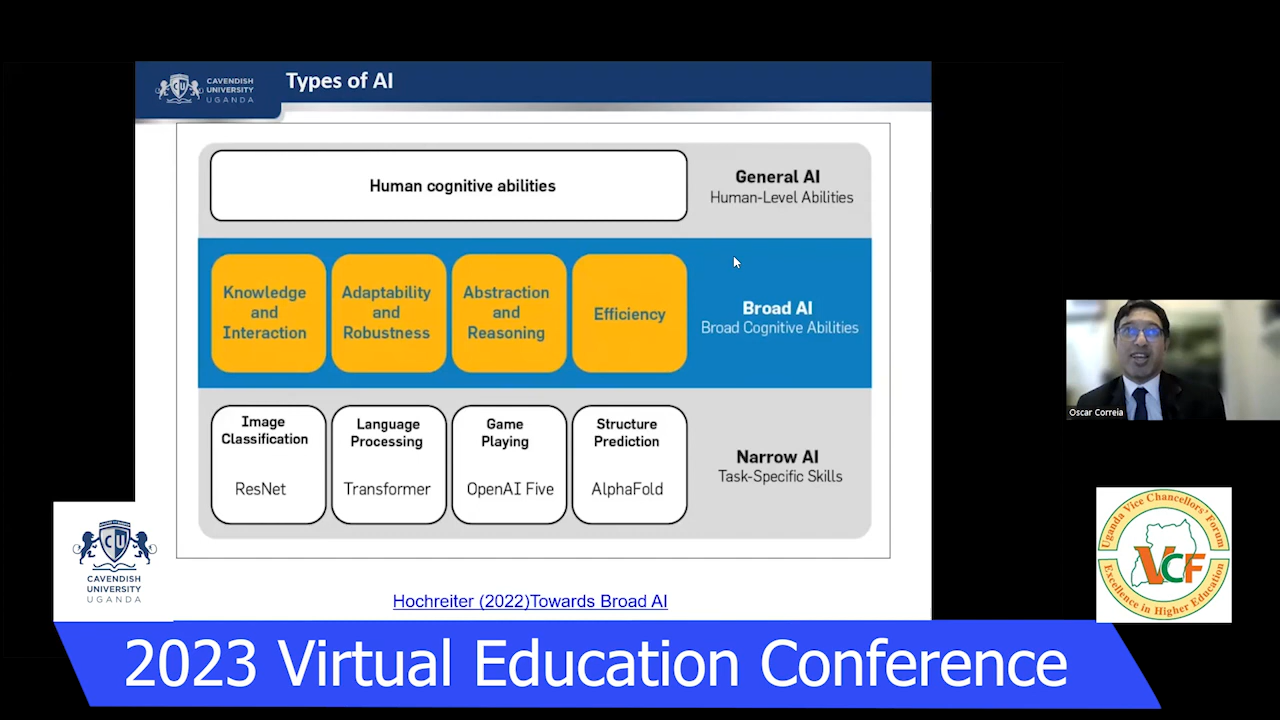 CAVENDISH
UNIVERSITY
UGANDA
Types of AI
Human cognitive abilities
General AI
Human-Level Abilities
Knowledge
and
Interaction
Adaptability
and
Robustness
Abstraction
and
Reasoning
Efficiency
Broad AI
Broad Cognitive Abilities
Image
Classification
ResNet
Language
Processing
Transformer
Game
Playing
OpenAI Five
Structure
Prediction
AlphaFold
Narrow AI
Task-Specific Skills
Hochreiter (2022)Towards Broad AI
Oscar Correia
CU
CAVENDISH
UNIVERSITY
UGANDA
Uganda Vice Chancellors' Forum
VCF
Excellence in Higher Education
2023 Virtual Education Conference